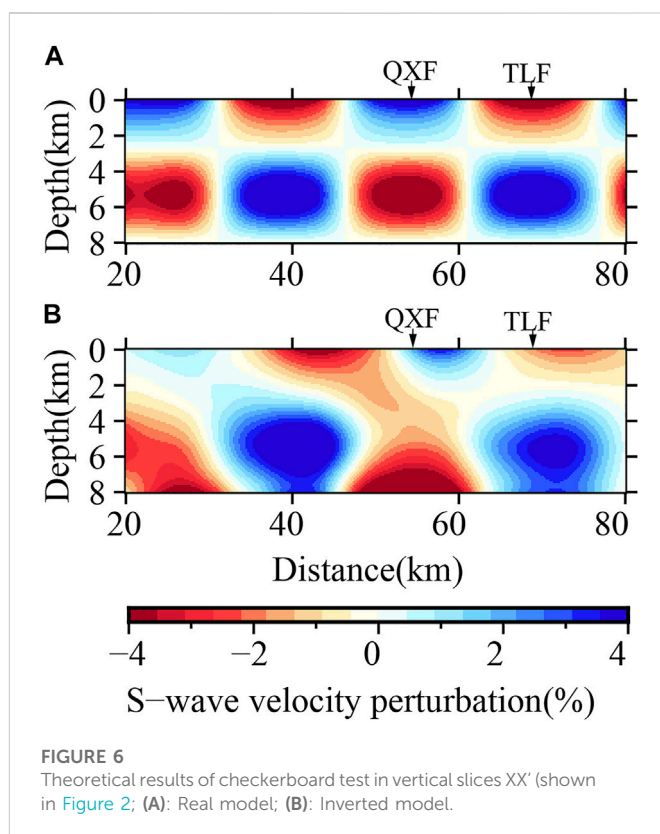 A
QXF TLF
0
2
4
6
8
Depth(km)
20 40 60 80
B
QXF TLF
0
2
4
6
8
Depth(km)
20 40 60 80
Distance(km)
−4 −2 0 2 4
S−wave velocity perturbation(%)
FIGURE 6
Theoretical results of checkerboard test in vertical slices XX′ (shown
in Figure 2; (A): Real model; (B): Inverted model.